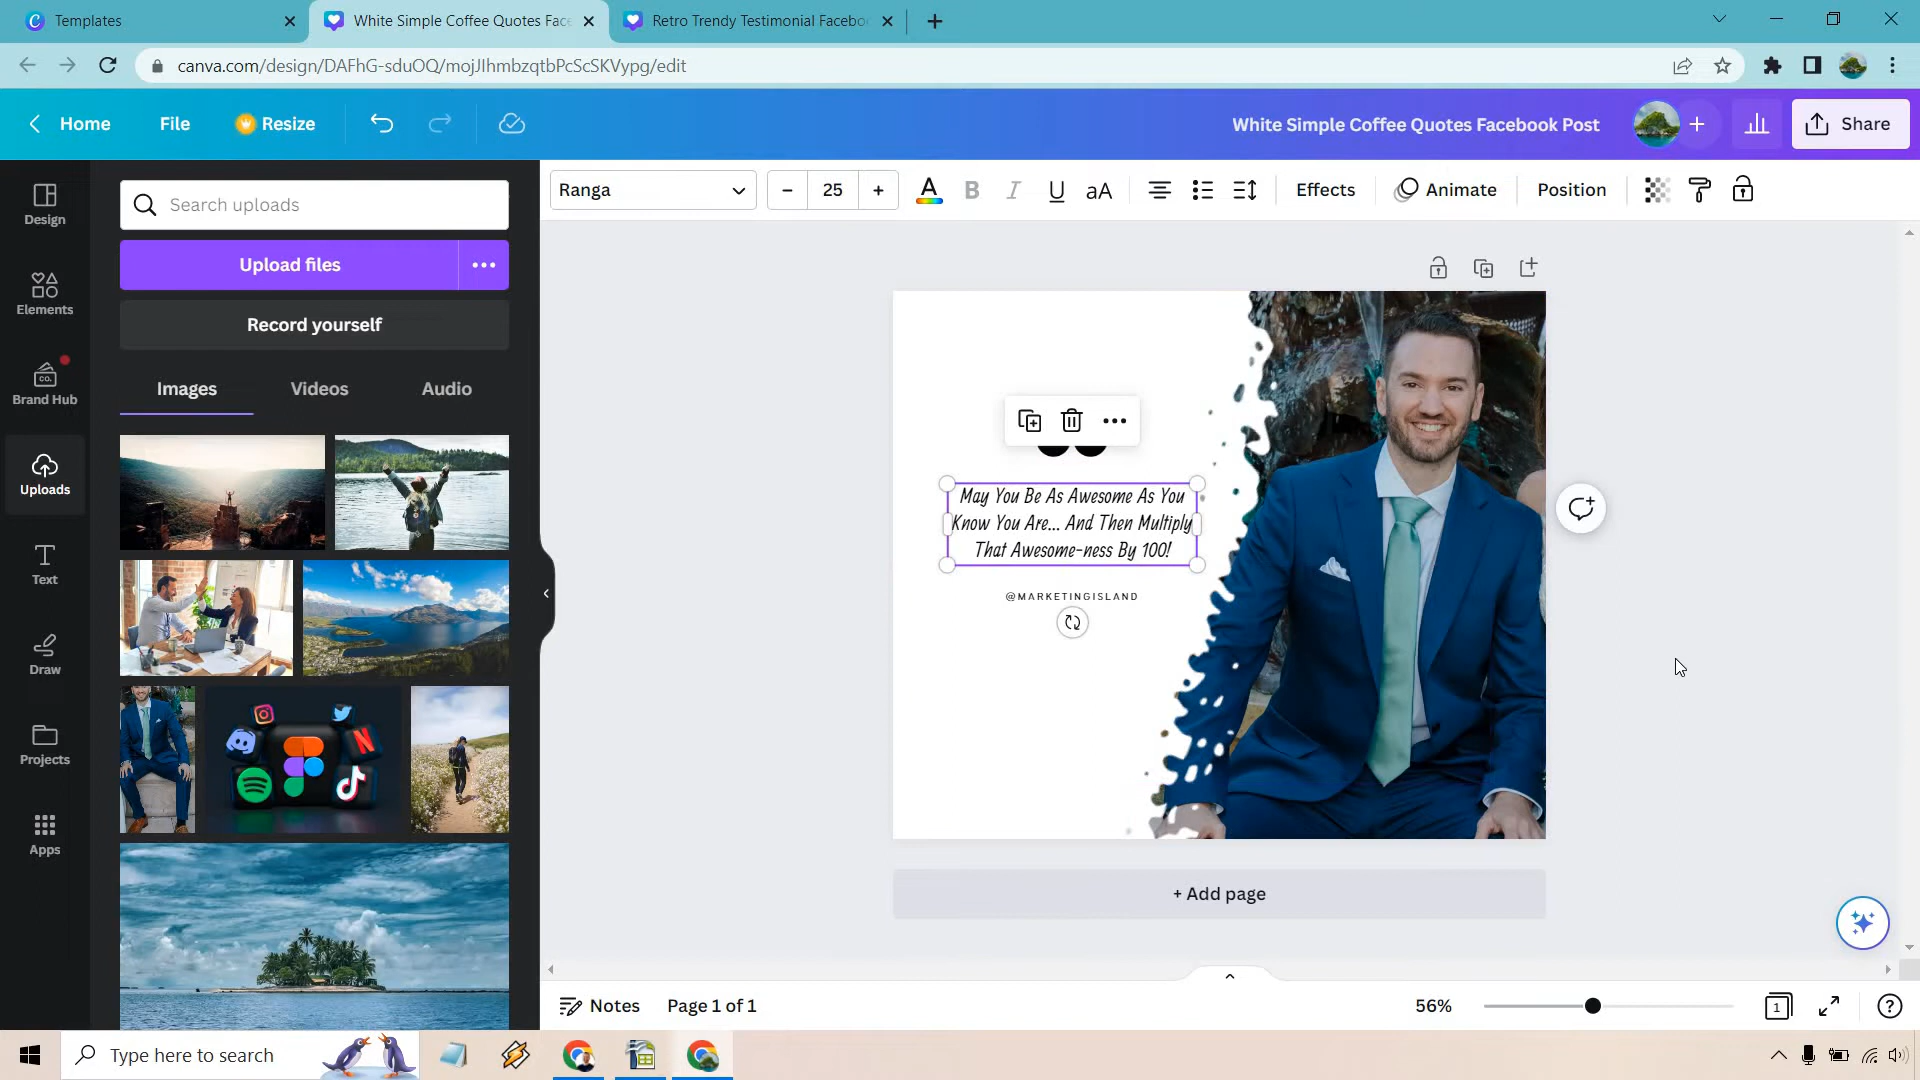 Templates
White Simple Coffee Quotes Fac
Retro Trendy Testimonial Facebo
canva.com/design/DAFhG-sduOQ/mojJIhmbzqtbPcScSKVypg/edit
Home
File
Resize
White Simple Coffee Quotes Facebook Post
Share
Design
Elements
Brand Hub
CO.
Uploads
Text
Draw
Projects
Apps
Search uploads
Upload files
Record yourself
Images
Videos
Audio
Ranga
25
A
B
I
U
aA
Effects
Animate
Position
May You Be As Awesome As You
Know You Are... And Then Multiply
That Awesome-ness By 100!
@MARKETINGISLAND
+ Add page
Notes
Page 1 of 1
56%
1
Type here to search